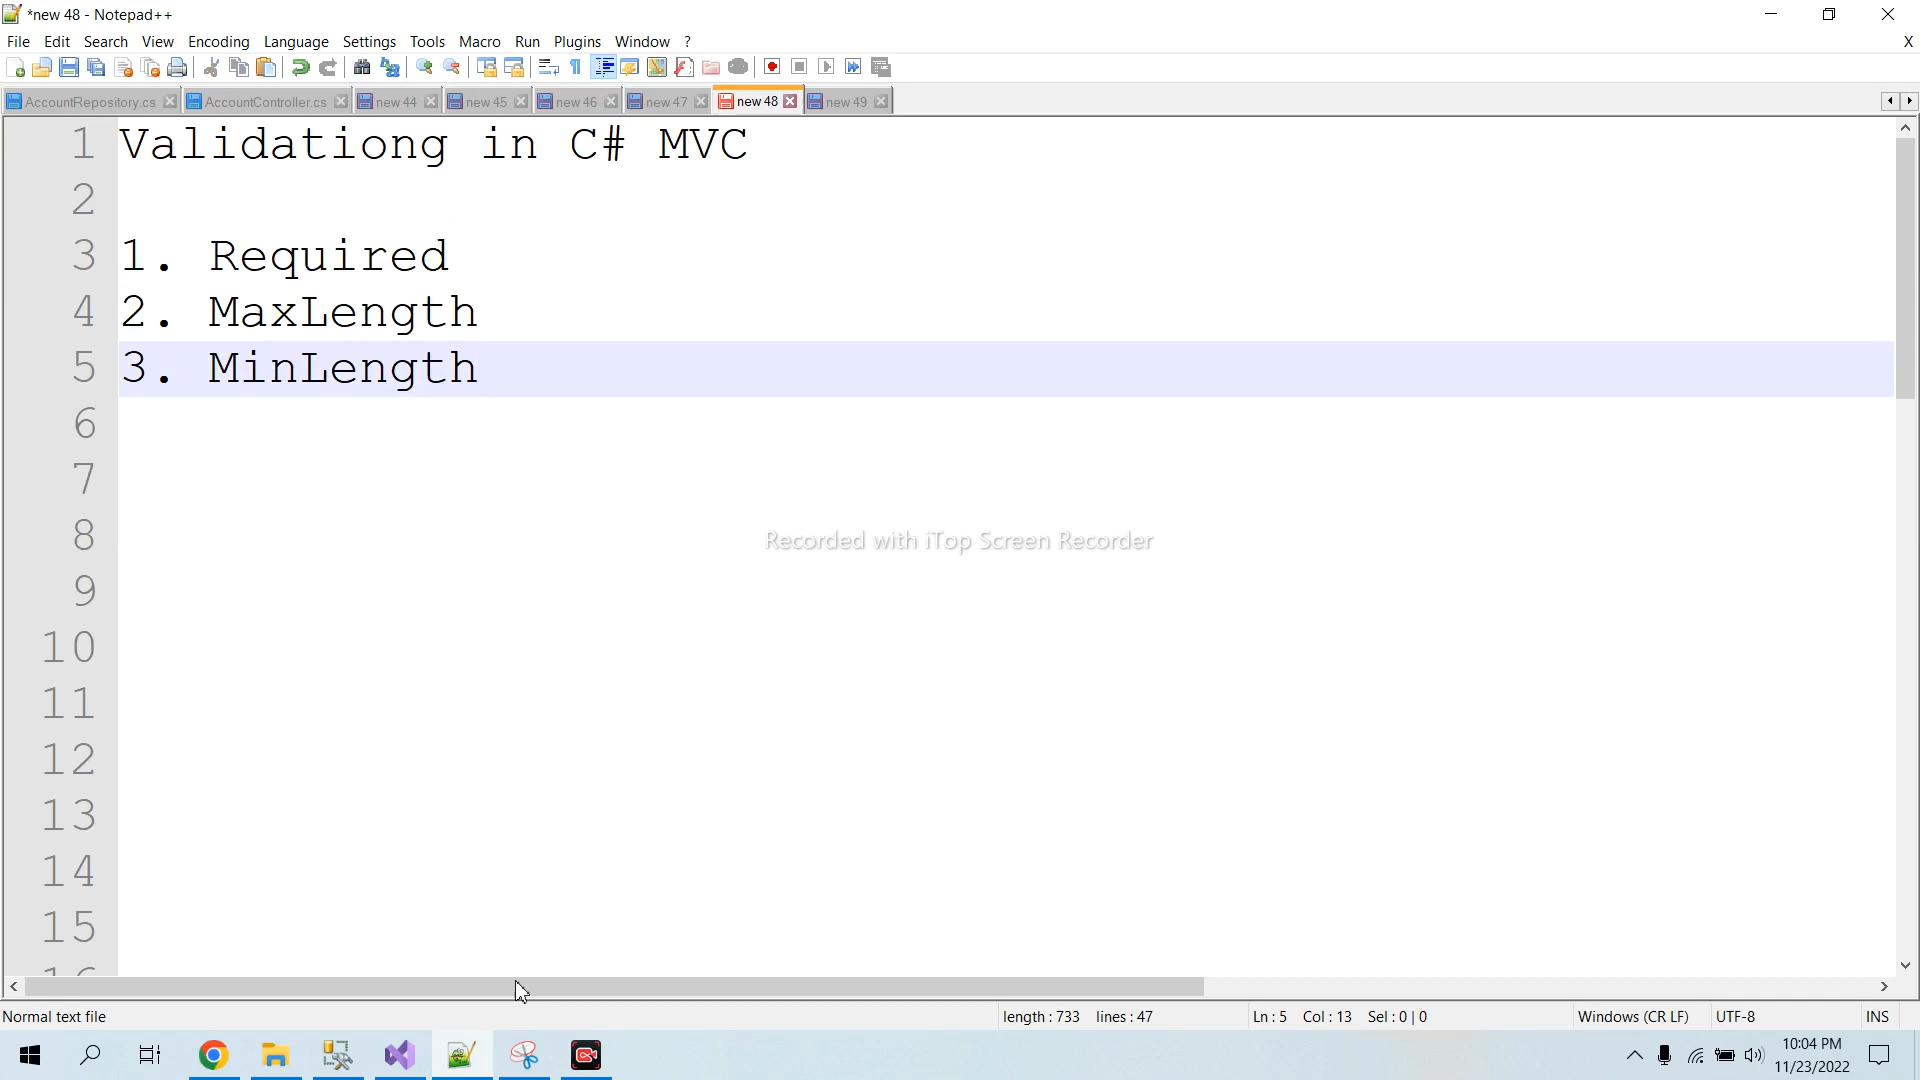 *new 48 - Notepad++
File Edit Search View Encoding Language Settings Tools Macro Run Plugins Window ? X
AccountRepository.cs AccountController.cs new 44 new 45 new 46 new 47 new 48 new 49
1 Validationg in C# MVC
2
3 1. Required
4 2. MaxLength
5 3. MinLength
6
7
8
Recorded with iTop Screen Recorder
9
10
11
12
13
14
15
16
Normal text file length : 733 lines : 47 Ln : 5 Col : 13 Sel : 0 | 0 Windows (CR LF) UTF-8 INS
10:04 PM
11/23/2022